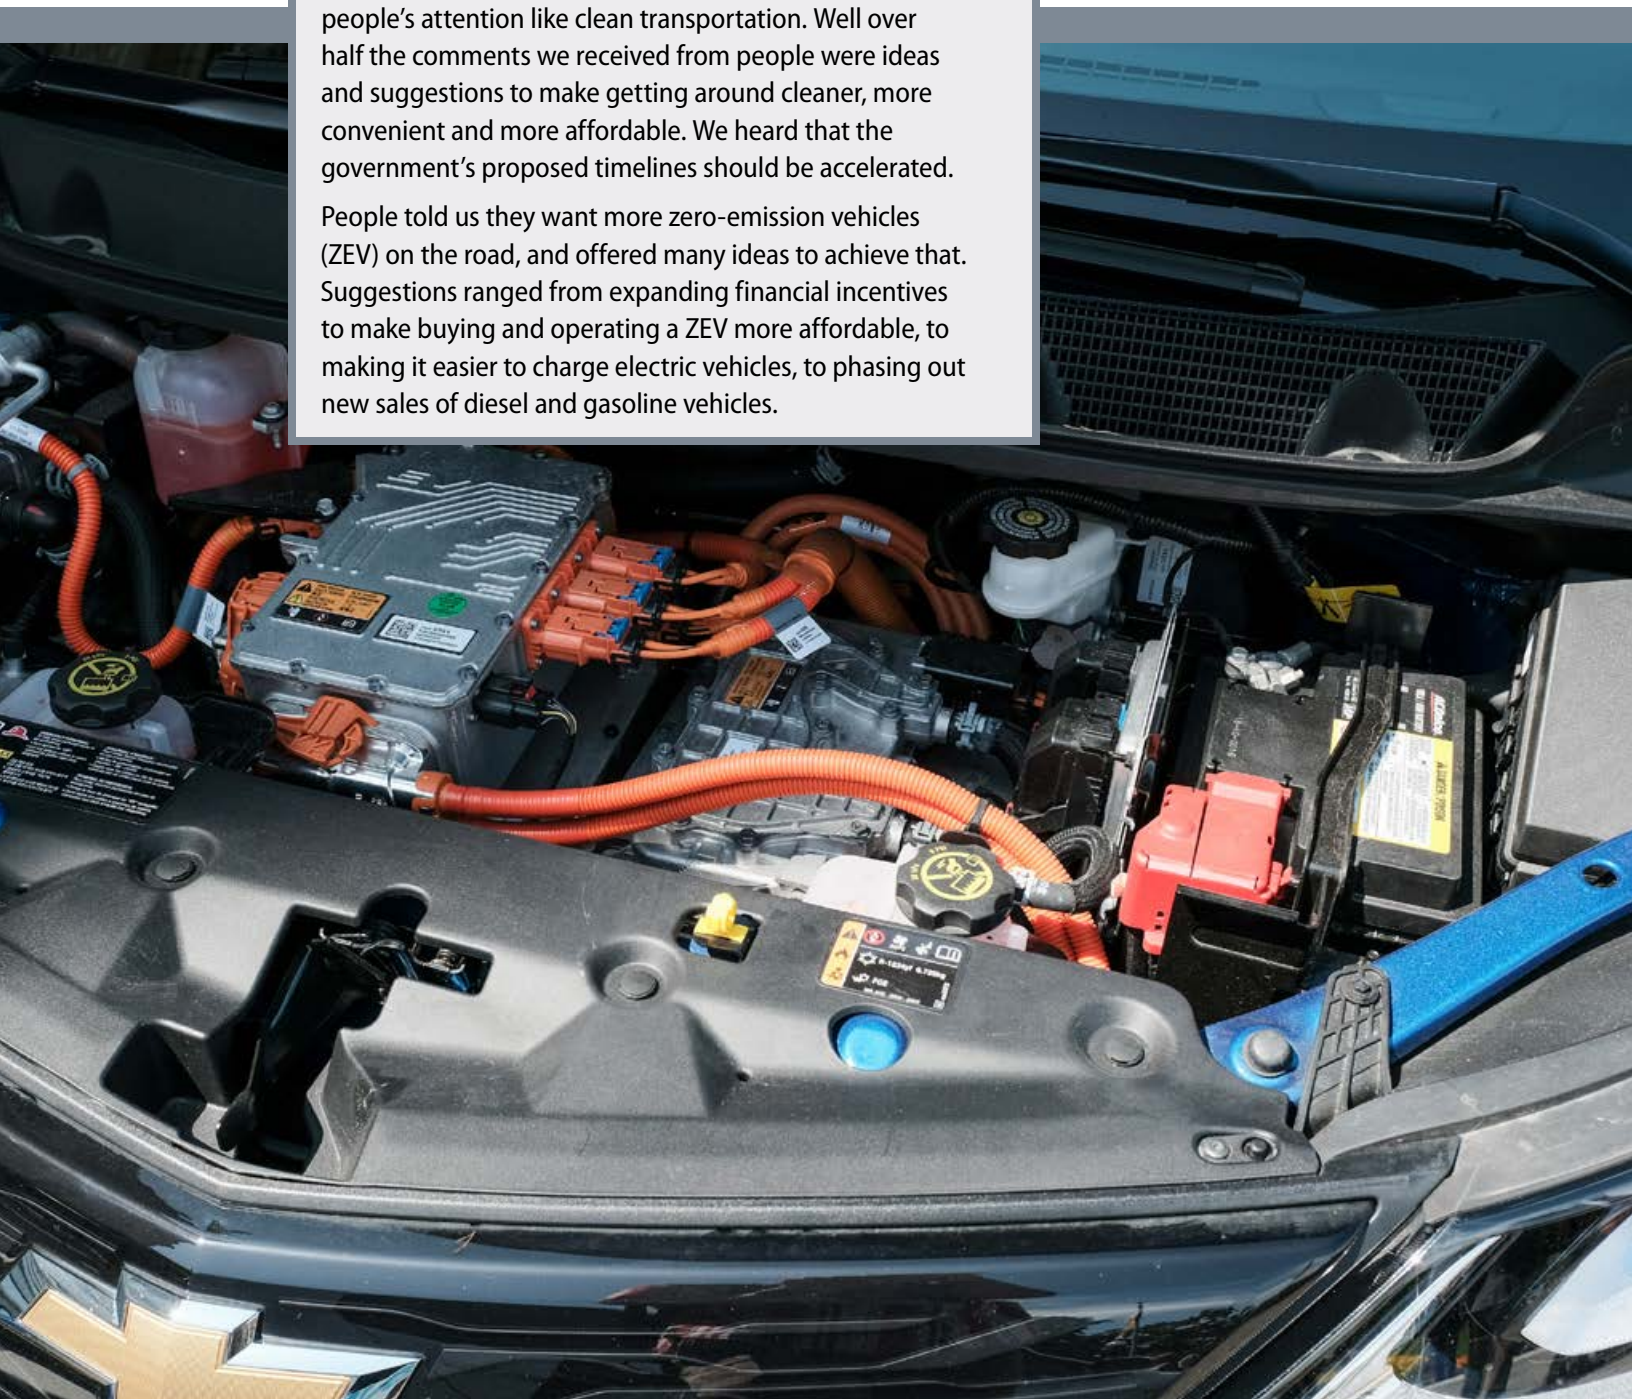 people’s attention like clean transportation. Well over
half the comments we received from people were ideas
and suggestions to make getting around cleaner, more
convenient and more affordable. We heard that the
government’s proposed timelines should be accelerated.
People told us they want more zero-emission vehicles
(ZEV) on the road, and offered many ideas to achieve that.
Suggestions ranged from expanding financial incentives
to make buying and operating a ZEV more affordable, to
making it easier to charge electric vehicles, to phasing out
new sales of diesel and gasoline vehicles.